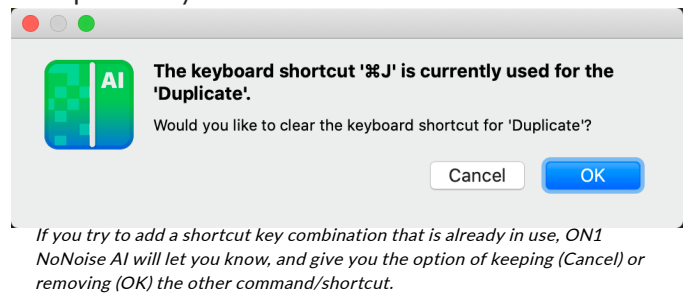 AI
The keyboard shortcut '⌘J' is currently used for the
'Duplicate'.
Would you like to clear the keyboard shortcut for 'Duplicate'?
Cancel
OK
If you try to add a shortcut key combination that is already in use, ON1
NoNoise AI will let you know, and give you the option of keeping (Cancel) or
removing (OK) the other command/shortcut.